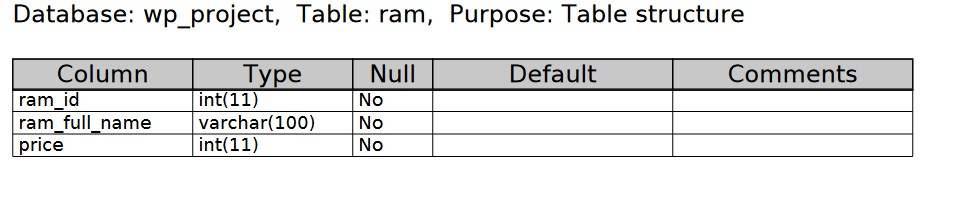 Database: wp_project, Table: ram, Purpose: Table structure
Column Type Null Default Comments
ram_id int(11) No
ram_full_name varchar(100) No
price int(11) No